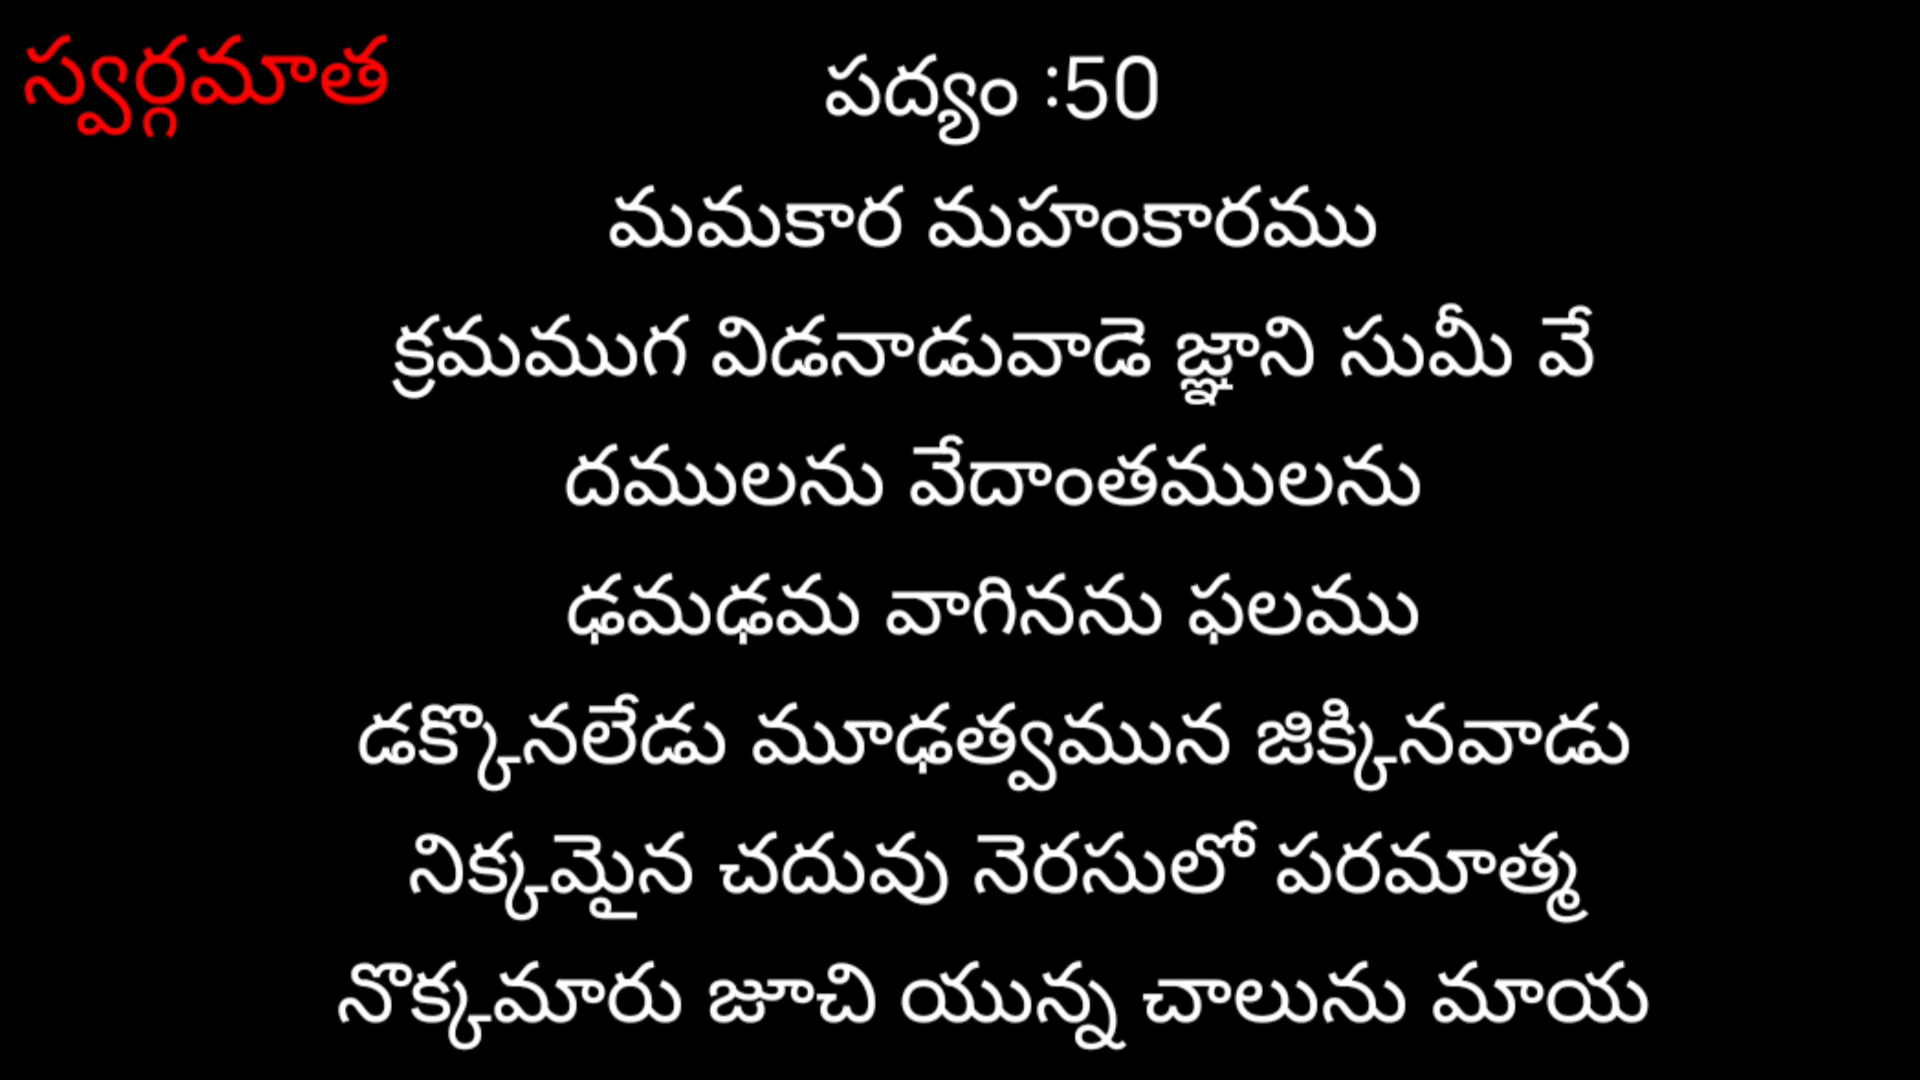 స్వర్గమాత
పద్యం :50
మమకార మహంకారము
క్రమముగ విడనాడువాడె జ్ఞాని సుమీ వే
దములను వేదాంతములను
ఢమఢమ వాగినను ఫలము
డక్కొనలేడు మూఢత్వమున జిక్కినవాడు
నిక్కమైన చదువు నెరసులో పరమాత్మ
నొక్కమారు జూచి యున్న చాలును మాయ